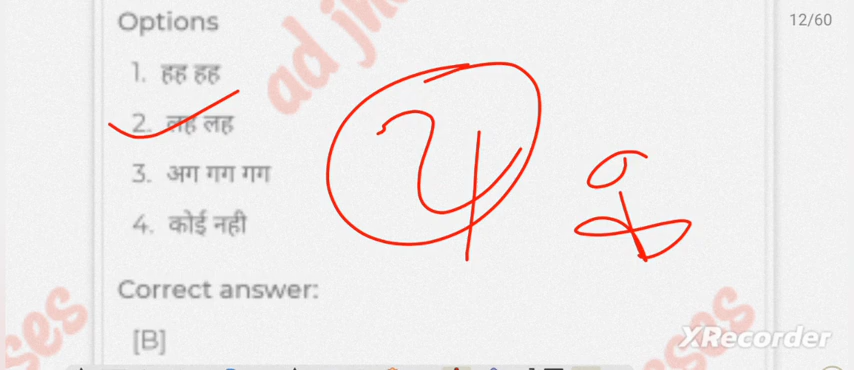 Options
12/60
1. हह हह
2. लह लह
3. अग गग गग
4. कोई नही
Correct answer:
[B]
XRecorder